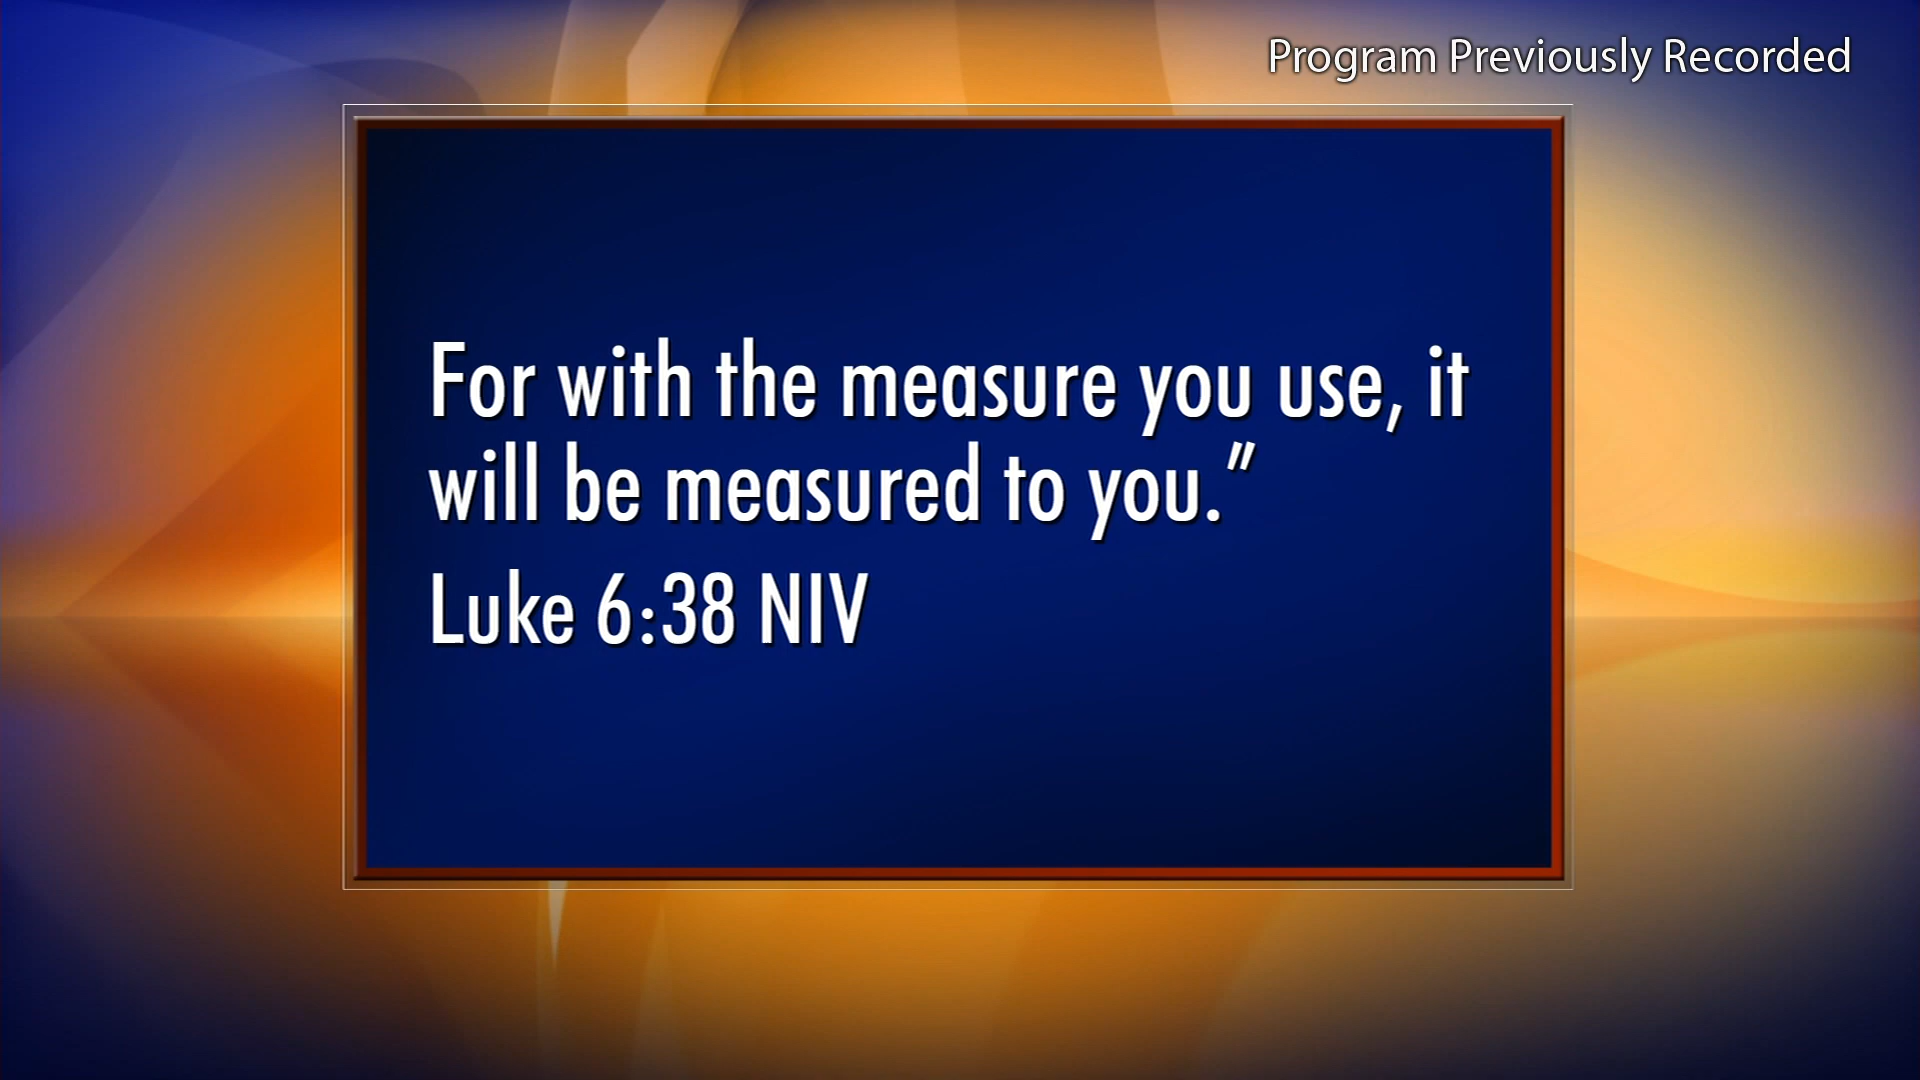 Program Previously Recorded
For with the measure you use, it
will be measured to you.”
Luke 6:38 NIV